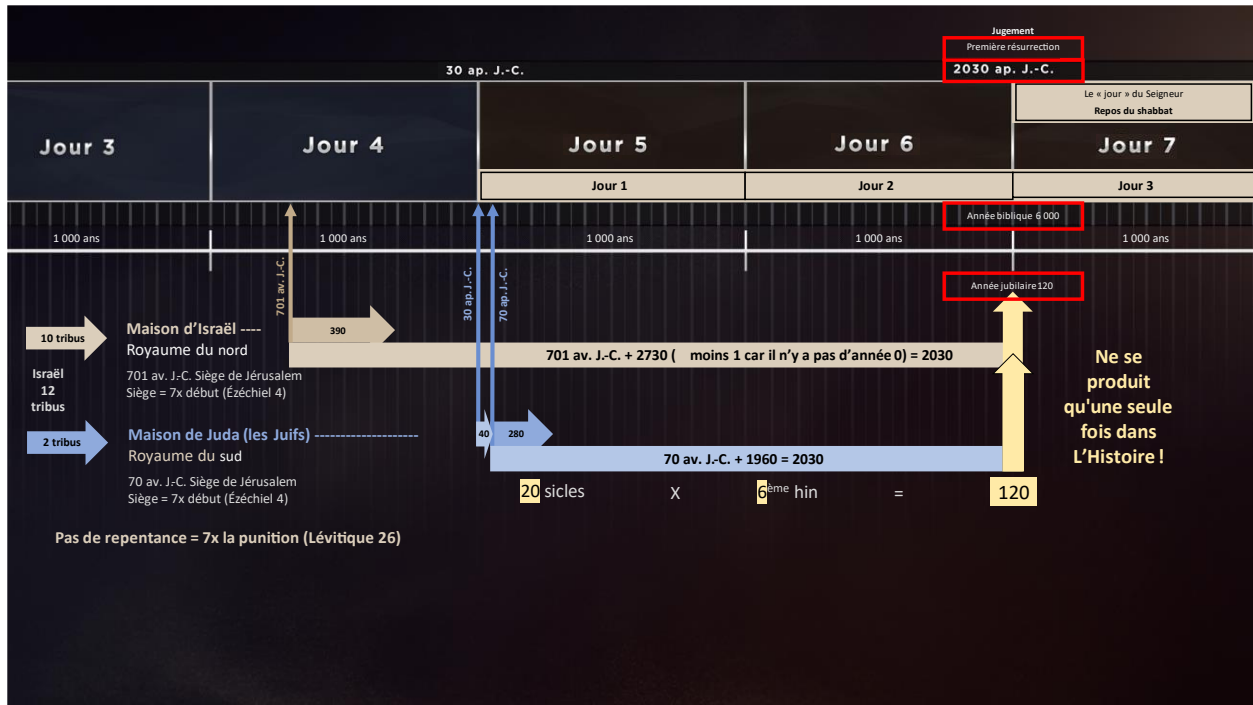 Jugement
Première résurrection
30 ap. J.-C.
2030 ap. J.-C.
Le « jour » du Seigneur
Repos du shabbat
Jour 3
Jour 4
Jour 5
Jour 6
Jour 7
Jour 1
Jour 2
Jour 3
Année biblique 6 000
1 000 ans
1 000 ans
1 000 ans
1 000 ans
1 000 ans
701 av. J.-C.
30 ap. J.-C.
70 ap. J.-C.
Année jubilaire 120
10 tribus
Maison d’Israël ----
Royaume du nord
701 av. J.-C. Siège de Jérusalem
Siège = 7x début (Ézéchiel 4)
390
701 av. J.-C. + 2730 ( moins 1 car il n’y a pas d’année 0) = 2030
Israël
12
tribus
Ne se
produit
qu'une seule
fois dans
L’Histoire !
2 tribus
Maison de Juda (les Juifs) -------------------
Royaume du sud
70 av. J.-C. Siège de Jérusalem
Siège = 7x début (Ézéchiel 4)
40
280
70 av. J.-C. + 1960 = 2030
20 sicles X 6ème hin = 120
Pas de repentance = 7x la punition (Lévitique 26)